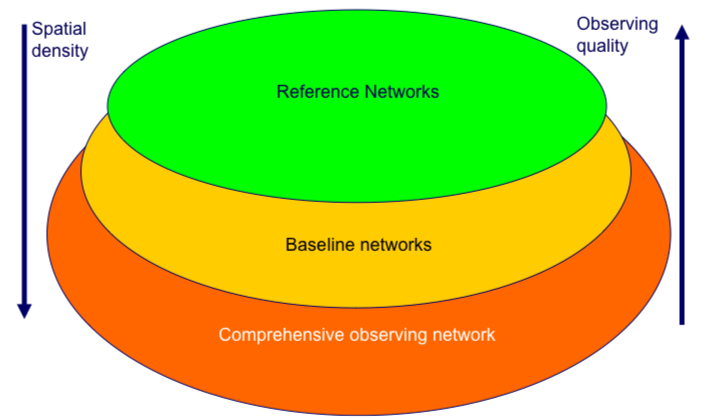 Spatial
density
Observing
quality
Reference Networks
Baseline networks
Comprehensive observing network